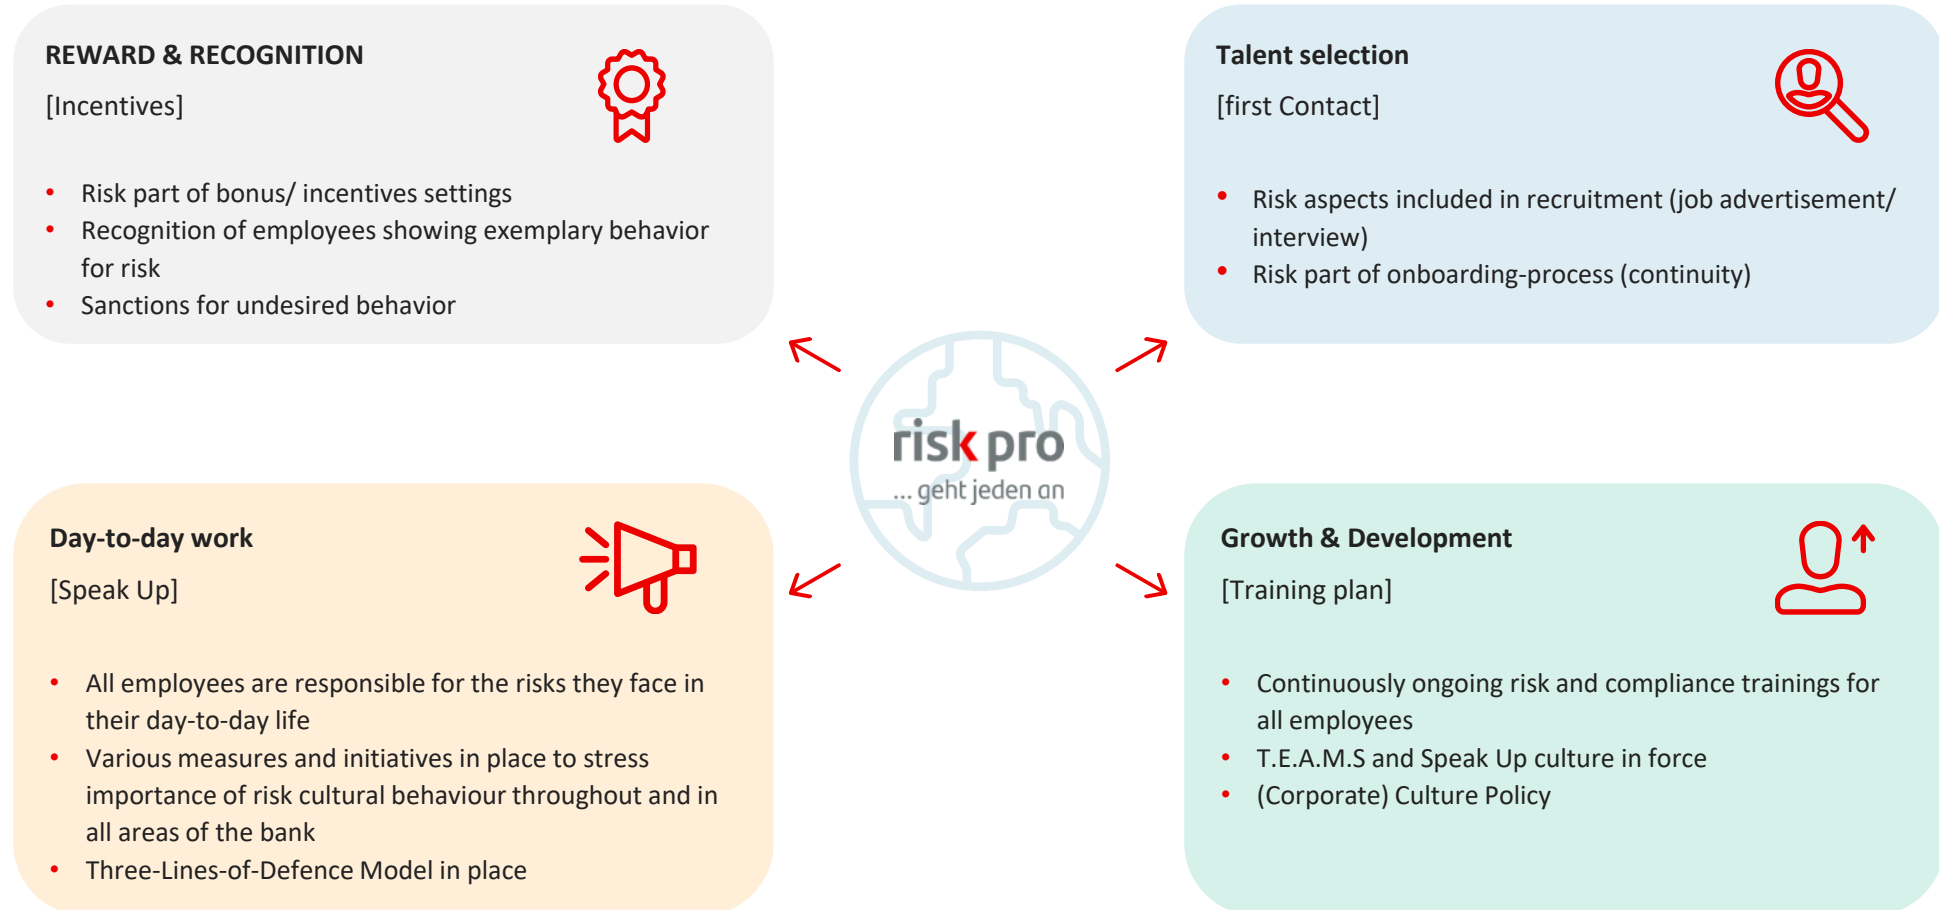 REWARD & RECOGNITION
[Incentives]
• Risk part of bonus/ incentives settings
• Recognition of employees showing exemplary behavior
for risk
• Sanctions for undesired behavior
Talent selection
[first Contact]
• Risk aspects included in recruitment (job advertisement/
interview)
• Risk part of onboarding-process (continuity)
risk pro
... geht jeden an
Day-to-day work
[Speak Up]
• All employees are responsible for the risks they face in
their day-to-day life
• Various measures and initiatives in place to stress
importance of risk cultural behaviour throughout and in
all areas of the bank
• Three-Lines-of-Defence Model in place
Growth & Development
[Training plan]
• Continuously ongoing risk and compliance trainings for
all employees
• T.E.A.M.S and Speak Up culture in force
• (Corporate) Culture Policy